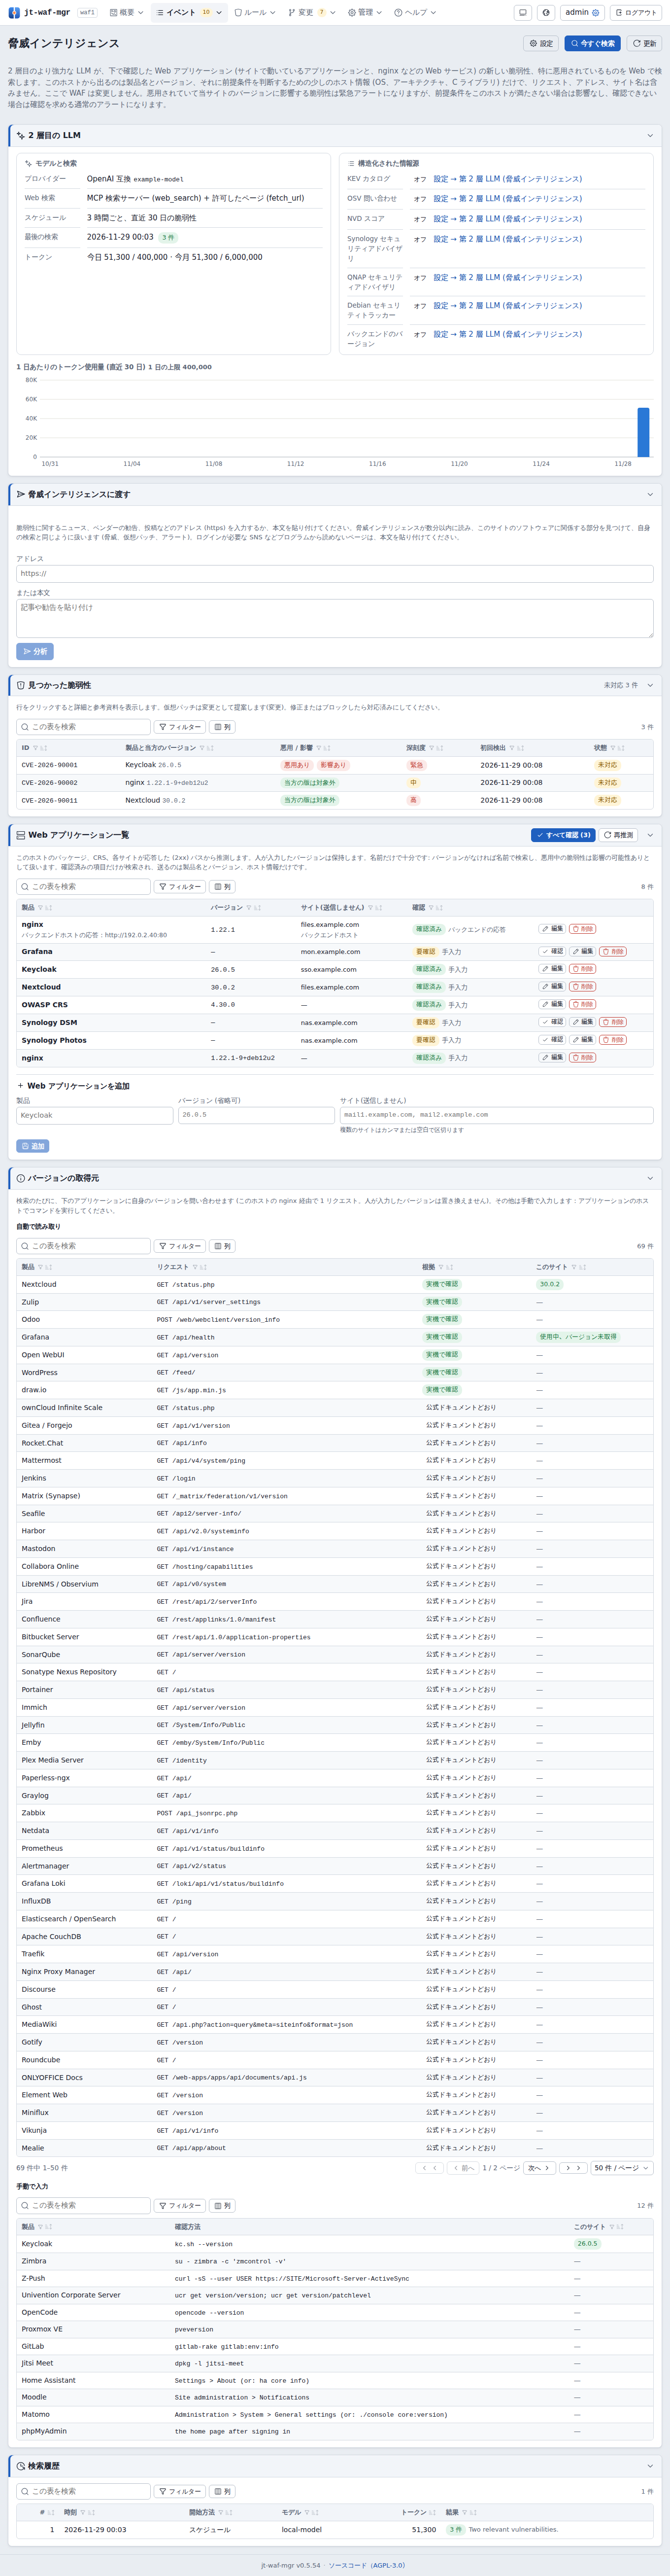 jt-waf-mgr waf1 概要 イベント 10 ルール 変更 7 管理 ヘルプ admin ログアウト
脅威インテリジェンス 設定 今すぐ検索 更新
2 層目のより強力な LLM が、下で確認した Web アプリケーション (サイトで動いているアプリケーションと、nginx などの Web サービス) の新しい脆弱性、特に悪用されているものを Web で検
索します。このホストから出るのは製品名とバージョン、それに前提条件を判断するための少しのホスト情報 (OS、アーキテクチャ、C ライブラリ) だけで、リクエスト、アドレス、サイト名は含
みません。ここで WAF は変更しません。悪用されていて当サイトのバージョンに影響する脆弱性は緊急アラートになりますが、前提条件をこのホストが満たさない場合は影響なし、確認できない
場合は確認を求める通常のアラートになります。
2 層目の LLM
モデルと検索
プロバイダー OpenAI 互換 example-model
Web 検索 MCP 検索サーバー (web_search) + 許可したページ (fetch_url)
スケジュール 3 時間ごと、直近 30 日の脆弱性
最後の検索 2026-11-29 00:03 3 件
トークン 今日 51,300 / 400,000 · 今月 51,300 / 6,000,000
構造化された情報源
KEV カタログ オフ 設定 → 第 2 層 LLM (脅威インテリジェンス)
OSV 問い合わせ オフ 設定 → 第 2 層 LLM (脅威インテリジェンス)
NVD スコア オフ 設定 → 第 2 層 LLM (脅威インテリジェンス)
Synology セキュリティアドバイザリ オフ 設定 → 第 2 層 LLM (脅威インテリジェンス)
QNAP セキュリティアドバイザリ オフ 設定 → 第 2 層 LLM (脅威インテリジェンス)
Debian セキュリティトラッカー オフ 設定 → 第 2 層 LLM (脅威インテリジェンス)
バックエンドのバージョン オフ 設定 → 第 2 層 LLM (脅威インテリジェンス)
1 日あたりのトークン使用量 (直近 30 日) 1 日の上限 400,000
80K
60K
40K
20K
0
10/31 11/04 11/08 11/12 11/16 11/20 11/24 11/28
脅威インテリジェンスに渡す
脆弱性に関するニュース、ベンダーの勧告、投稿などのアドレス (https) を入力するか、本文を貼り付けてください。脅威インテリジェンスが数分以内に読み、このサイトのソフトウェアに関係する部分を見つけて、自身
の検索と同じように扱います (脅威、仮想パッチ、アラート)。ログインが必要な SNS などプログラムから読めないページは、本文を貼り付けてください。
アドレス
https://
または本文
記事や勧告を貼り付け
分析
見つかった脆弱性 未対応 3 件
行をクリックすると詳細と参考資料を表示します。仮想パッチは変更として提案します(変更)。修正またはブロックしたら対応済みにしてください。
この表を検索 フィルター 列 3 件
ID 製品と当方のバージョン 悪用 / 影響 深刻度 初回検出 状態
CVE-2026-90001 Keycloak 26.0.5 悪用あり 影響あり 緊急 2026-11-29 00:08 未対応
CVE-2026-90002 nginx 1.22.1-9+deb12u2 当方の版は対象外 中 2026-11-29 00:08 未対応
CVE-2026-90011 Nextcloud 30.0.2 当方の版は対象外 高 2026-11-29 00:08 未対応
Web アプリケーション一覧 すべて確認 (3) 再推測
このホストのパッケージ、CRS、各サイトが応答した (2xx) パスから推測します。人が入力したバージョンは保持します。名前だけで十分です: バージョンがなければ名前で検索し、悪用中の脆弱性は影響の可能性ありと
して扱います。確認済みの項目だけが検索され、送るのは製品名とバージョン、ホスト情報だけです。
この表を検索 フィルター 列 8 件
製品 バージョン サイト(送信しません) 確認
nginx
バックエンドホストの応答: http://192.0.2.40:80 1.22.1 files.example.com
バックエンドホスト 確認済み バックエンドの応答 編集 削除
Grafana — mon.example.com 要確認 手入力 確認 編集 削除
Keycloak 26.0.5 sso.example.com 確認済み 手入力 編集 削除
Nextcloud 30.0.2 files.example.com 確認済み 手入力 編集 削除
OWASP CRS 4.30.0 — 確認済み 手入力 編集 削除
Synology DSM — nas.example.com 要確認 手入力 確認 編集 削除
Synology Photos — nas.example.com 要確認 手入力 確認 編集 削除
nginx 1.22.1-9+deb12u2 — 確認済み 手入力 編集 削除
Web アプリケーションを追加
製品 バージョン (省略可) サイト(送信しません)
Keycloak 26.0.5 mail1.example.com, mail2.example.com
複数のサイトはカンマまたは空白で区切ります
追加
バージョンの取得元
検索のたびに、下のアプリケーションに自身のバージョンを問い合わせます (このホストの nginx 経由で 1 リクエスト。人が入力したバージョンは置き換えません)。その他は手動で入力します：アプリケーションのホス
トでコマンドを実行してください。
自動で読み取り
この表を検索 フィルター 列 69 件
製品 リクエスト 根拠 このサイト
Nextcloud GET /status.php 実機で確認 30.0.2
Zulip GET /api/v1/server_settings 実機で確認 —
Odoo POST /web/webclient/version_info 実機で確認 —
Grafana GET /api/health 実機で確認 使用中、バージョン未取得
Open WebUI GET /api/version 実機で確認 —
WordPress GET /feed/ 実機で確認 —
draw.io GET /js/app.min.js 実機で確認 —
ownCloud Infinite Scale GET /status.php 公式ドキュメントどおり —
Gitea / Forgejo GET /api/v1/version 公式ドキュメントどおり —
Rocket.Chat GET /api/info 公式ドキュメントどおり —
Mattermost GET /api/v4/system/ping 公式ドキュメントどおり —
Jenkins GET /login 公式ドキュメントどおり —
Matrix (Synapse) GET /_matrix/federation/v1/version 公式ドキュメントどおり —
Seafile GET /api2/server-info/ 公式ドキュメントどおり —
Harbor GET /api/v2.0/systeminfo 公式ドキュメントどおり —
Mastodon GET /api/v1/instance 公式ドキュメントどおり —
Collabora Online GET /hosting/capabilities 公式ドキュメントどおり —
LibreNMS / Observium GET /api/v0/system 公式ドキュメントどおり —
Jira GET /rest/api/2/serverInfo 公式ドキュメントどおり —
Confluence GET /rest/applinks/1.0/manifest 公式ドキュメントどおり —
Bitbucket Server GET /rest/api/1.0/application-properties 公式ドキュメントどおり —
SonarQube GET /api/server/version 公式ドキュメントどおり —
Sonatype Nexus Repository GET / 公式ドキュメントどおり —
Portainer GET /api/status 公式ドキュメントどおり —
Immich GET /api/server/version 公式ドキュメントどおり —
Jellyfin GET /System/Info/Public 公式ドキュメントどおり —
Emby GET /emby/System/Info/Public 公式ドキュメントどおり —
Plex Media Server GET /identity 公式ドキュメントどおり —
Paperless-ngx GET /api/ 公式ドキュメントどおり —
Graylog GET /api/ 公式ドキュメントどおり —
Zabbix POST /api_jsonrpc.php 公式ドキュメントどおり —
Netdata GET /api/v1/info 公式ドキュメントどおり —
Prometheus GET /api/v1/status/buildinfo 公式ドキュメントどおり —
Alertmanager GET /api/v2/status 公式ドキュメントどおり —
Grafana Loki GET /loki/api/v1/status/buildinfo 公式ドキュメントどおり —
InfluxDB GET /ping 公式ドキュメントどおり —
Elasticsearch / OpenSearch GET / 公式ドキュメントどおり —
Apache CouchDB GET / 公式ドキュメントどおり —
Traefik GET /api/version 公式ドキュメントどおり —
Nginx Proxy Manager GET /api/ 公式ドキュメントどおり —
Discourse GET / 公式ドキュメントどおり —
Ghost GET / 公式ドキュメントどおり —
MediaWiki GET /api.php?action=query&meta=siteinfo&format=json 公式ドキュメントどおり —
Gotify GET /version 公式ドキュメントどおり —
Roundcube GET / 公式ドキュメントどおり —
ONLYOFFICE Docs GET /web-apps/apps/api/documents/api.js 公式ドキュメントどおり —
Element Web GET /version 公式ドキュメントどおり —
Miniflux GET /version 公式ドキュメントどおり —
Vikunja GET /api/v1/info 公式ドキュメントどおり —
Mealie GET /api/app/about 公式ドキュメントどおり —
69 件中 1–50 件 前へ 1 / 2 ページ 次へ 50 件 / ページ
手動で入力
この表を検索 フィルター 列 12 件
製品 確認方法 このサイト
Keycloak kc.sh --version 26.0.5
Zimbra su - zimbra -c 'zmcontrol -v' —
Z-Push curl -sS --user USER https://SITE/Microsoft-Server-ActiveSync —
Univention Corporate Server ucr get version/version; ucr get version/patchlevel —
OpenCode opencode --version —
Proxmox VE pveversion —
GitLab gitlab-rake gitlab:env:info —
Jitsi Meet dpkg -l jitsi-meet —
Home Assistant Settings > About (or: ha core info) —
Moodle Site administration > Notifications —
Matomo Administration > System > General settings (or: ./console core:version) —
phpMyAdmin the home page after signing in —
検索履歴
この表を検索 フィルター 列 1 件
# 時刻 開始方法 モデル トークン 結果
1 2026-11-29 00:03 スケジュール local-model 51,300 3 件 Two relevant vulnerabilities.
jt-waf-mgr v0.5.54 · ソースコード（AGPL-3.0）